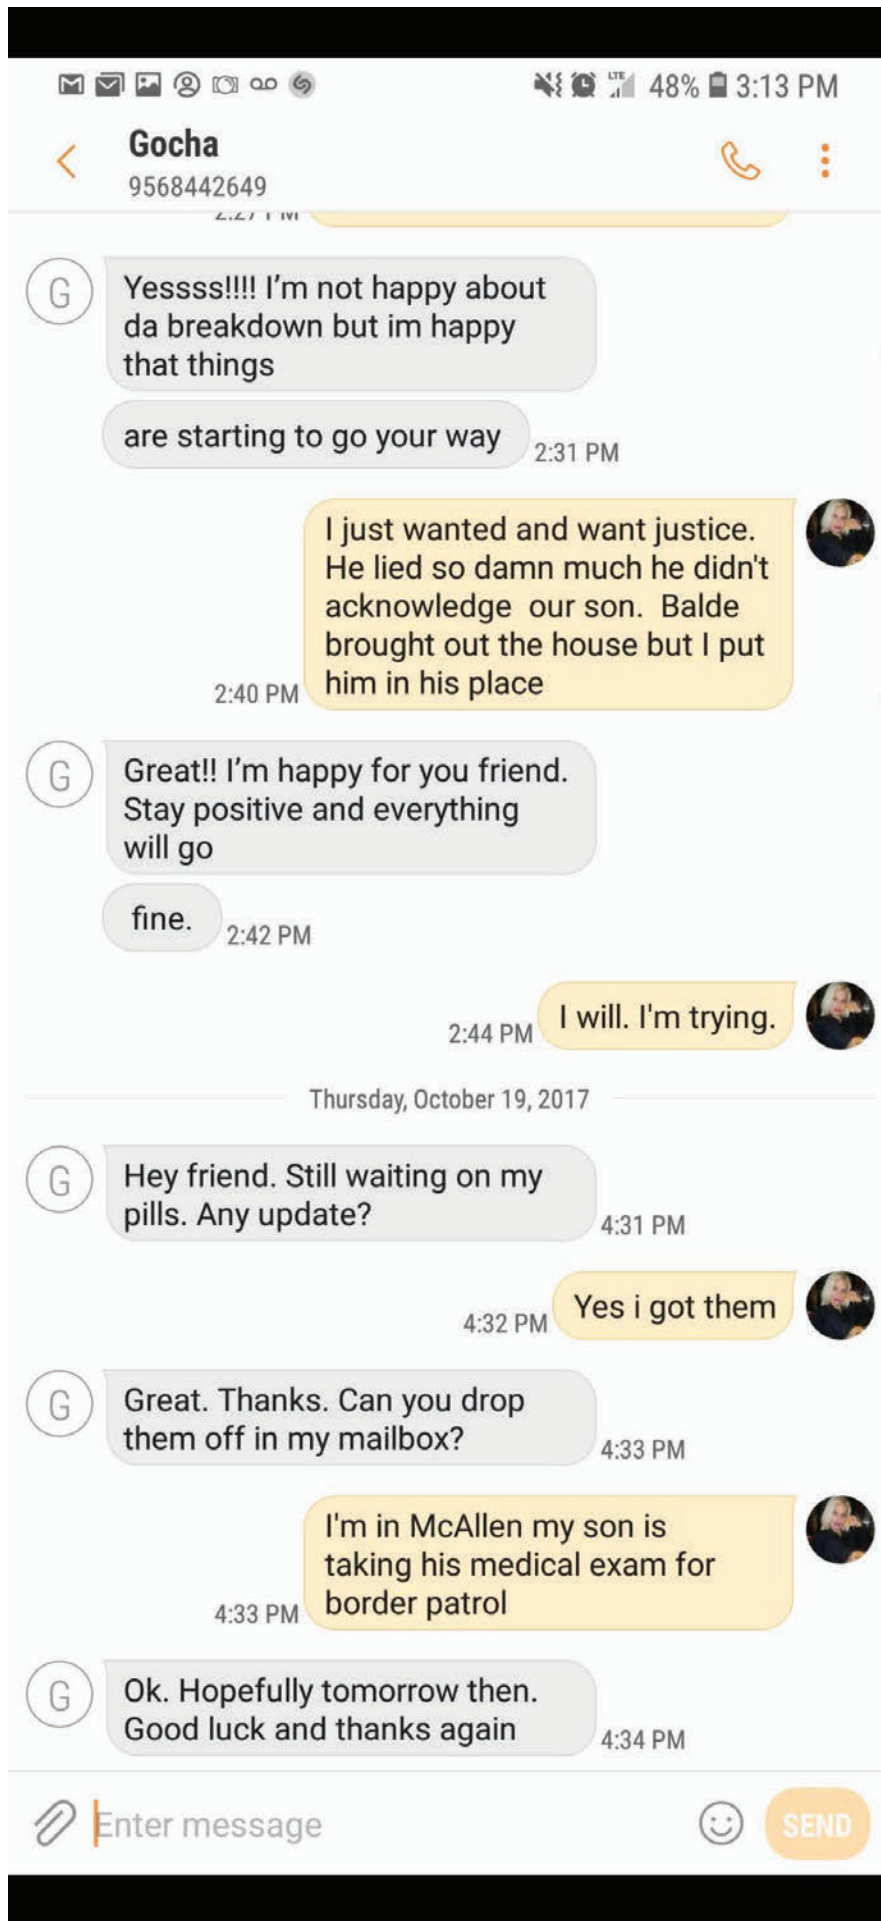 48% 3:13 PM
Gocha
9568442649
2:27 PM
Yessss!!!! I'm not happy about
da breakdown but im happy
that things
are starting to go your way
2:31 PM
I just wanted and want justice.
He lied so damn much he didn't
acknowledge  our son.  Balde
brought out the house but I put
him in his place
2:40 PM
G
Great!! I'm happy for you friend.
Stay positive and everything
will go
fine.
2:42 PM
I will. I'm trying.
2:44 PM
Thursday, October 19, 2017
G
Hey friend. Still waiting on my
pills. Any update?
4:31 PM
Yes i got them
4:32 PM
G
Great. Thanks. Can you drop
them off in my mailbox?
4:33 PM
I'm in McAllen my son is
taking his medical exam for
border patrol
4:33 PM
G
Ok. Hopefully tomorrow then.
Good luck and thanks again
4:34 PM
Enter message
SEND